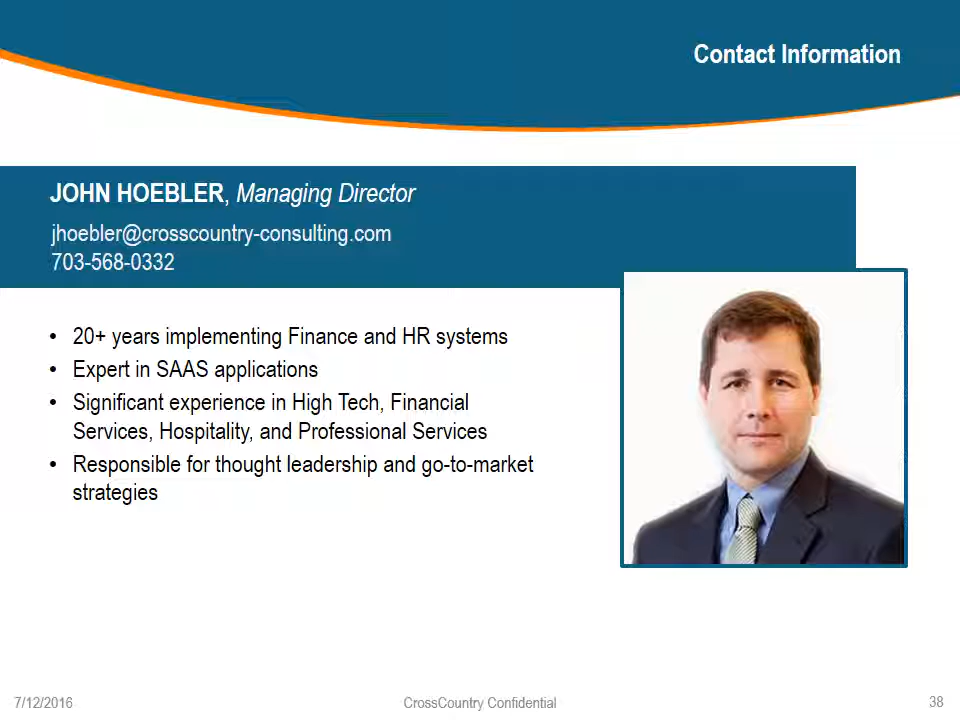 Contact Information
JOHN HOEBLER, Managing Director
jhoebler@crosscountry-consulting.com
703-568-0332
• 20+ years implementing Finance and HR systems
• Expert in SAAS applications
• Significant experience in High Tech, Financial
Services, Hospitality, and Professional Services
• Responsible for thought leadership and go-to-market
strategies
7/12/2016
CrossCountry Confidential
38